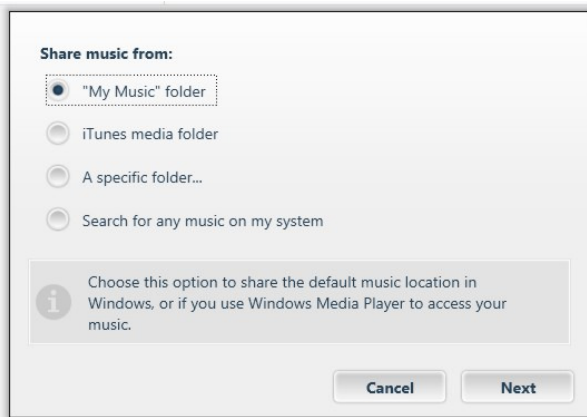 Share music from:
"My Music" folder
iTunes media folder
A specific folder...
Search for any music on my system
Choose this option to share the default music location in
Windows, or if you use Windows Media Player to access your
music.
Cancel Next